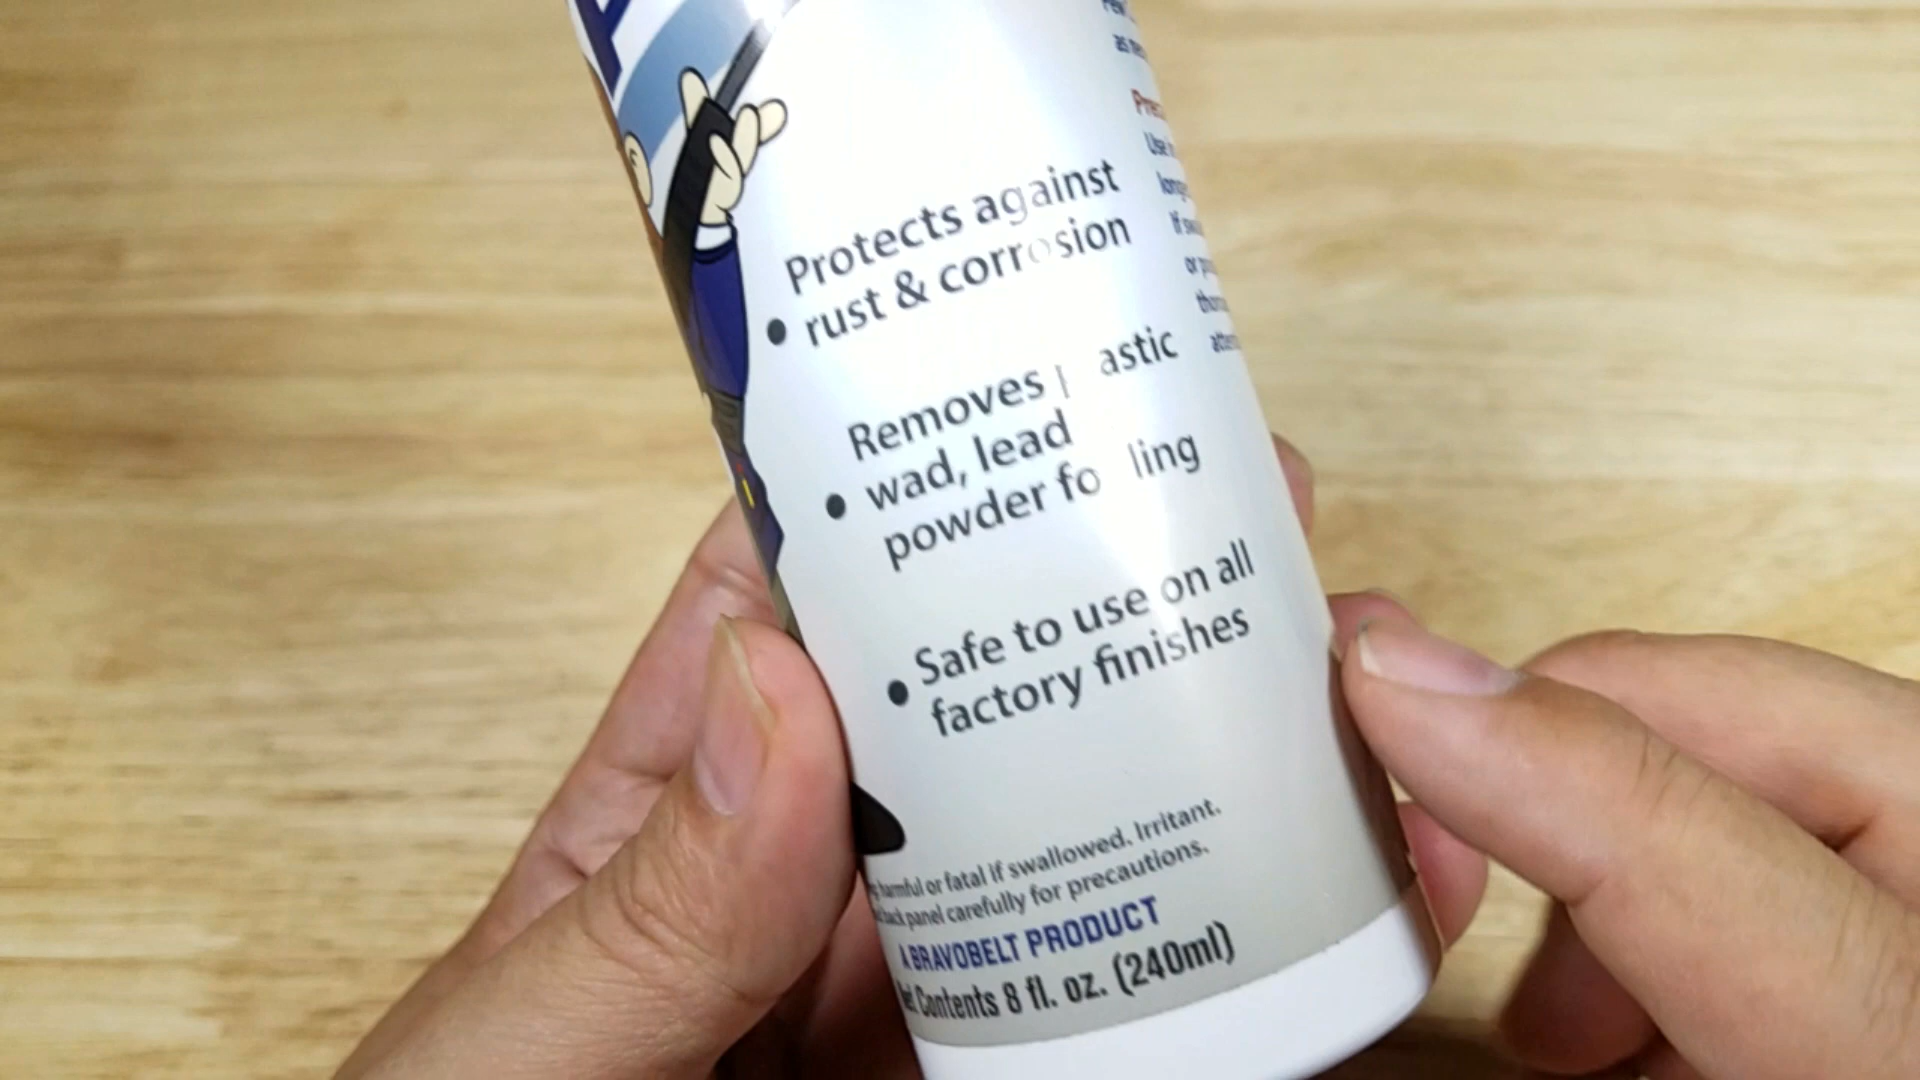 Protects against
• rust & corrosion
Removes astic
• wad, lead
powder fo ling
• Safe to use on all
factory finishes
harmful or fatal if swallowed. Irritant.
back panel carefully for precautions.
A BRAVOBELT PRODUCT
Contents 8 fl. oz. (240ml)